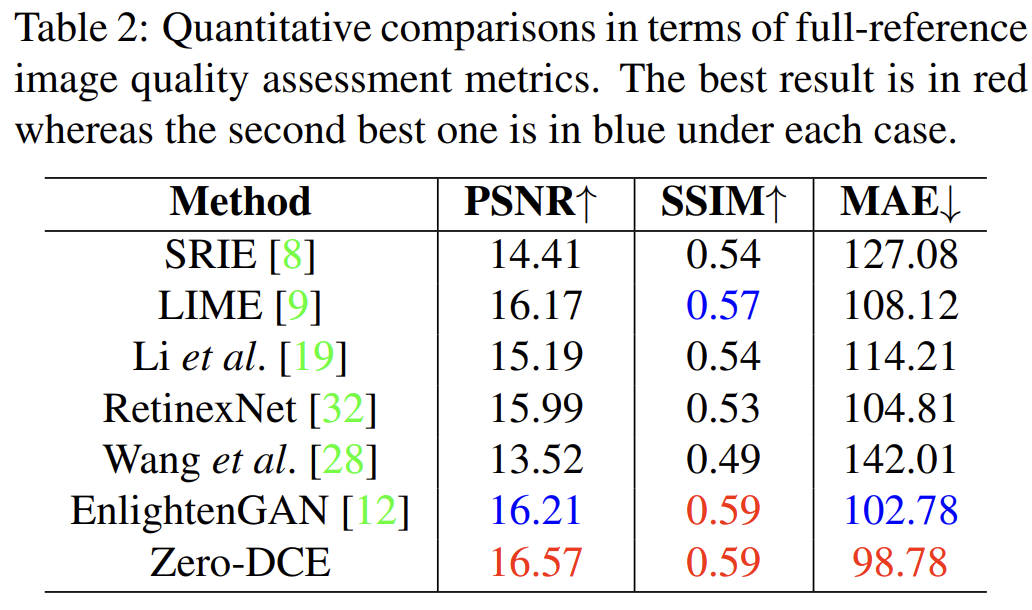 Table 2: Quantitative comparisons in terms of full-reference
image quality assessment metrics. The best result is in red
whereas the second best one is in blue under each case.
Method PSNR↑ SSIM↑ MAE↓
SRIE [8] 14.41 0.54 127.08
LIME [9] 16.17 0.57 108.12
Li et al. [19] 15.19 0.54 114.21
RetinexNet [32] 15.99 0.53 104.81
Wang et al. [28] 13.52 0.49 142.01
EnlightenGAN [12] 16.21 0.59 102.78
Zero-DCE 16.57 0.59 98.78